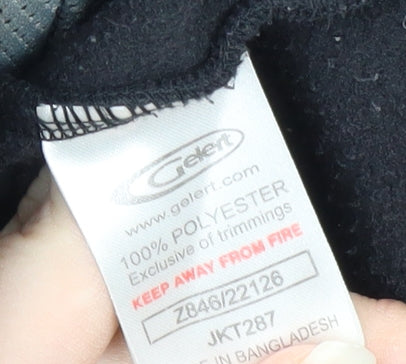 Gelert
www.gelert.com
100% POLYESTER
Exclusive of trimmings
KEEP AWAY FROM FIRE
Z846/22126
JKT287
IN BANGLADESH